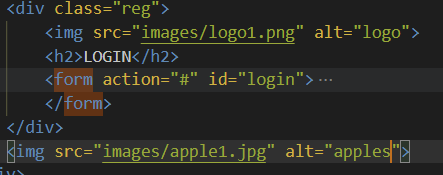 <div class="reg">
<img src="images/logo1.png" alt="logo">
<h2>LOGIN</h2>
<form action="#" id="login">…
</form>
</div>
<img src="images/apple1.jpg" alt="apples">